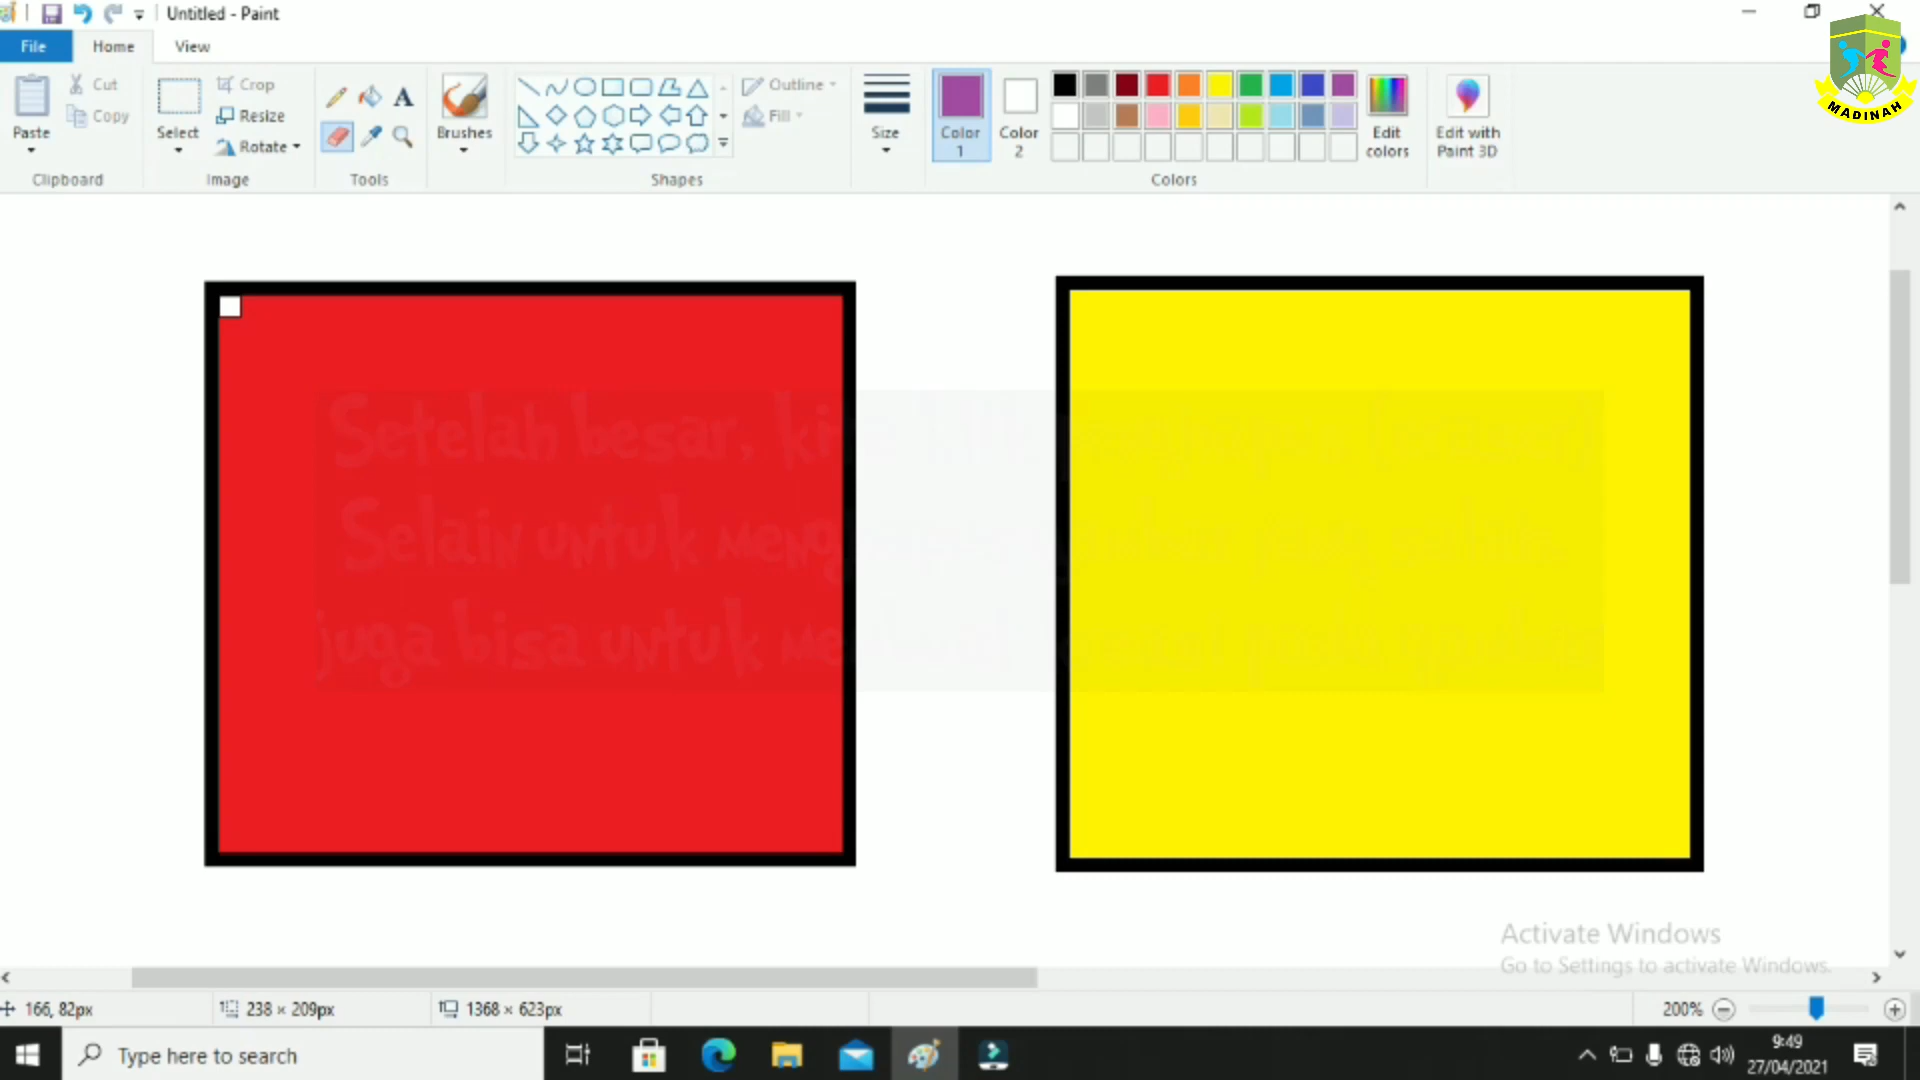 Untitled - Paint
File Home View
Paste
Cut
Copy
Clipboard
Select
Crop
Resize
Rotate
Image
Tools
Brushes
Shapes
Outline
Fill
Size
Color 1
Color 2
Colors
Edit colors
Edit with Paint 3D
MADINAH
Setelah besar,
Selain untuk
juga bisa untuk
Activate Windows
Go to Settings to activate Windows.
166, 82px
238 × 209px
1368 × 623px
200%
Type here to search
9:49
27/04/2021